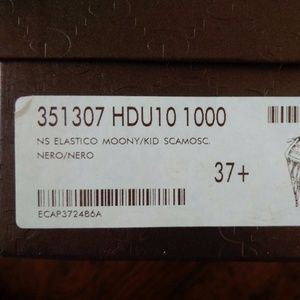 351307 HDU10 1000
NS ELASTICO MOONY/KID SCAMOSC.
NERO/NERO
37+
ECAP372486A